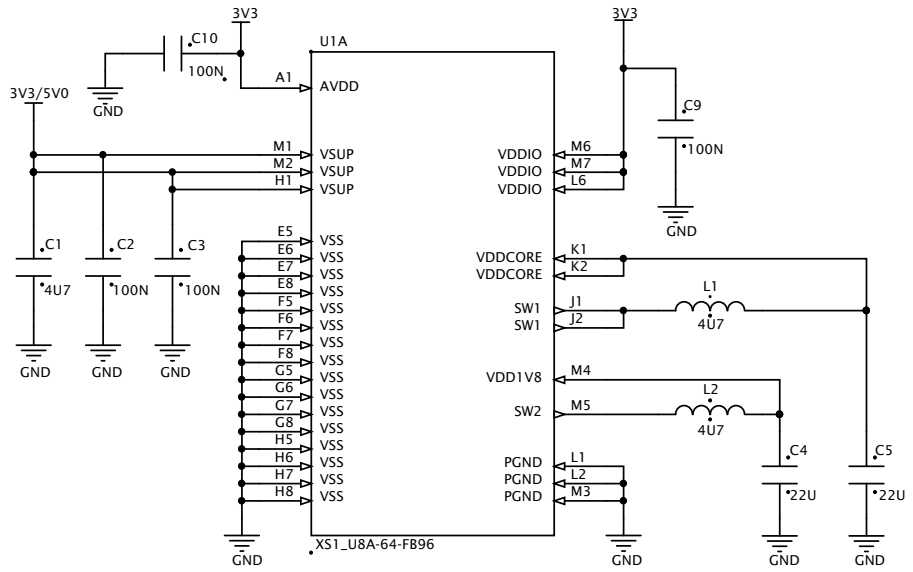 3V3
3V3
C10
U1A
100N
A1
AVDD
GND
3V3/5V0
C9
100N
GND
M1
VSUP
M2
VSUP
H1
VSUP
VDDIO
M6
VDDIO
M7
VDDIO
L6
C1
4U7
GND
C2
100N
GND
C3
100N
GND
E5
VSS
E6
VSS
E7
VSS
E8
VSS
F5
VSS
F6
VSS
F7
VSS
F8
VSS
G5
VSS
G6
VSS
G7
VSS
G8
VSS
H5
VSS
H6
VSS
H7
VSS
H8
VSS
GND
VDDCORE
K1
VDDCORE
K2
SW1
J1
SW1
J2
L1
4U7
VDD1V8
M4
SW2
M5
L2
4U7
PGND
L1
PGND
L2
PGND
M3
GND
C4
22U
GND
C5
22U
GND
XS1_U8A-64-FB96